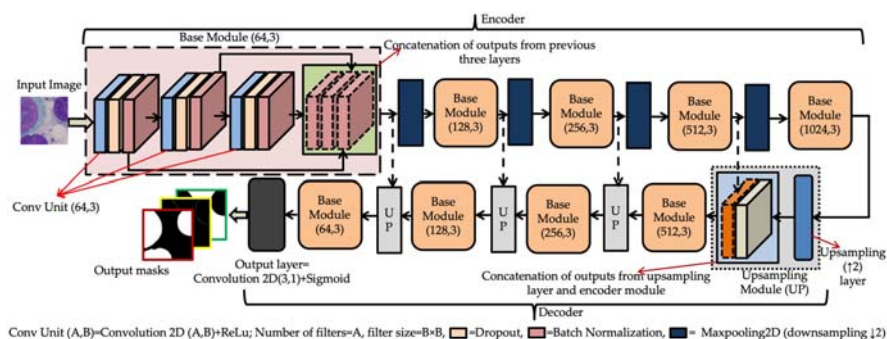 Encoder
Base Module (64,3)
Concatenation of outputs from previous
three layers
Input Image
Base
Module
(128,3)
Base
Module
(256,3)
Base
Module
(512,3)
Base
Module
(1024,3)
Conv Unit (64,3)
Output masks
Output layer=
Convolution 2D(3,1)+Sigmoid
Base
Module
(64,3)
U
P
Base
Module
(128,3)
U
P
Base
Module
(256,3)
U
P
Base
Module
(512,3)
Concatenation of outputs from upsampling
layer and encoder module
Upsampling
Module (UP)
Upsampling
(↑2)
layer
Decoder
Conv Unit (A,B)=Convolution 2D (A,B)+ReLu; Number of filters=A, filter size=B×B, =Dropout, =Batch Normalization, = Maxpooling2D (downsampling ↓2)